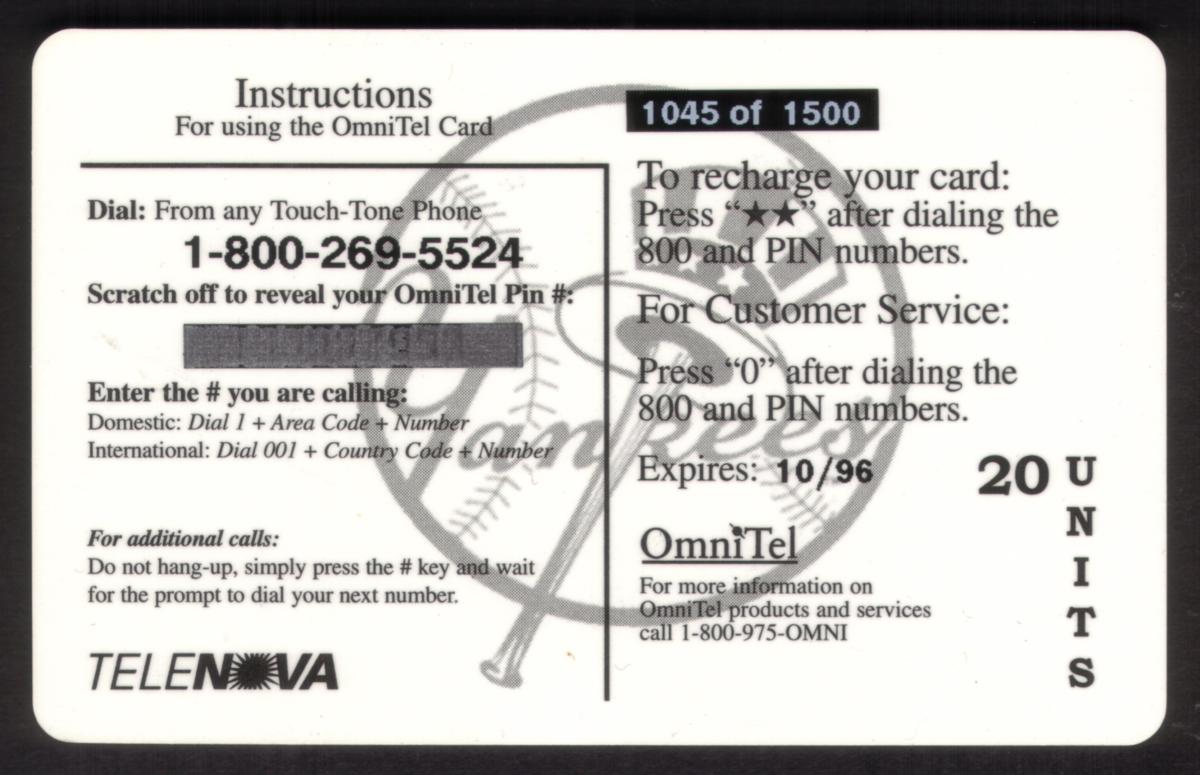 Instructions
For using the OmniTel Card
Dial: From any Touch-Tone Phone
1-800-269-5524
Scratch off to reveal your OmniTel Pin #:
Enter the # you are calling:
Domestic: Dial 1 + Area Code + Number
International: Dial 001 + Country Code + Number
For additional calls:
Do not hang-up, simply press the # key and wait
for the prompt to dial your next number.
TELENOVA
1045 of 1500
To recharge your card:
Press “★★” after dialing the
800 and PIN numbers.
For Customer Service:
Press “0” after dialing the
800 and PIN numbers.
Expires: 10/96
20 UNITS
OmniTel
For more information on
OmniTel products and services
call 1-800-975-OMNI
Yankees